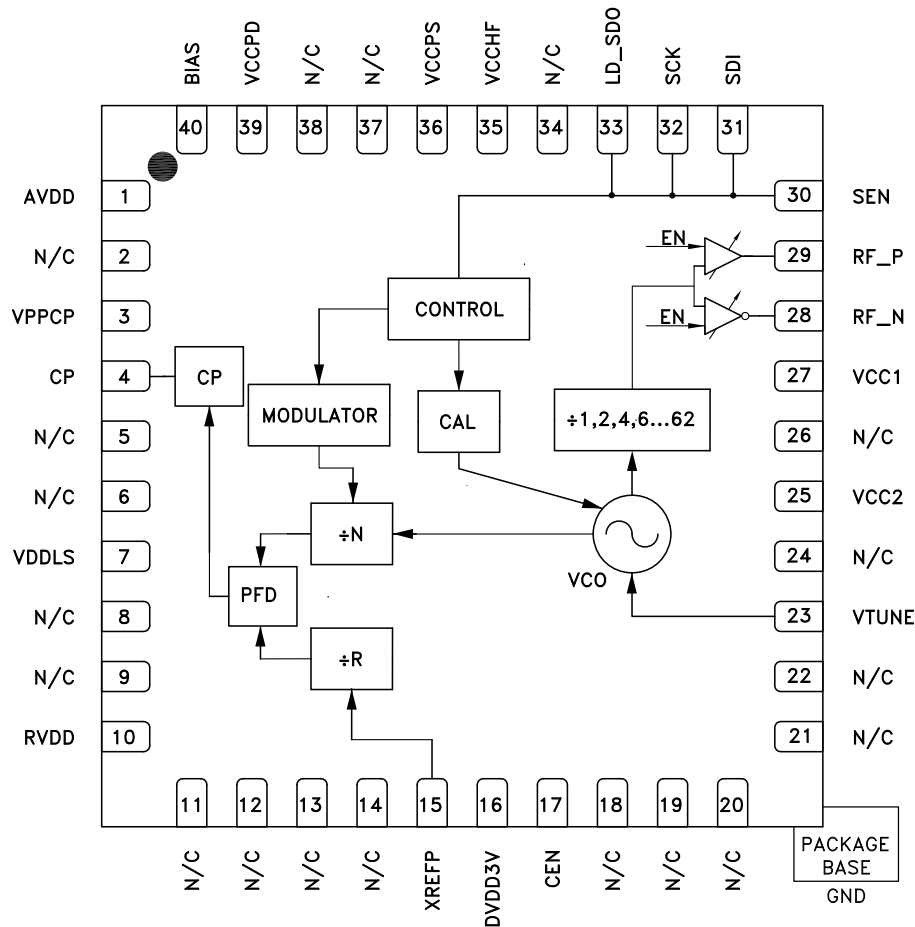 BIAS
VCCPD
N/C
N/C
VCCPS
VCCHF
N/C
LD_SDO
SCK
SDI
40 39 38 37 36 35 34 33 32 31
AVDD 1 30 SEN
EN
N/C 2 29 RF_P
CONTROL
VPPCP 3 28 RF_N
EN
CP 4 CP 27 VCC1
MODULATOR CAL ÷1,2,4,6...62
N/C 5 26 N/C
N/C 6 25 VCC2
÷N
VDDLS 7 24 N/C
VCO
PFD
N/C 8 23 VTUNE
÷R
N/C 9 22 N/C
RVDD 10 21 N/C
11 12 13 14 15 16 17 18 19 20
N/C
N/C
N/C
N/C
XREFP
DVDD3V
CEN
N/C
N/C
N/C
PACKAGE
BASE
GND